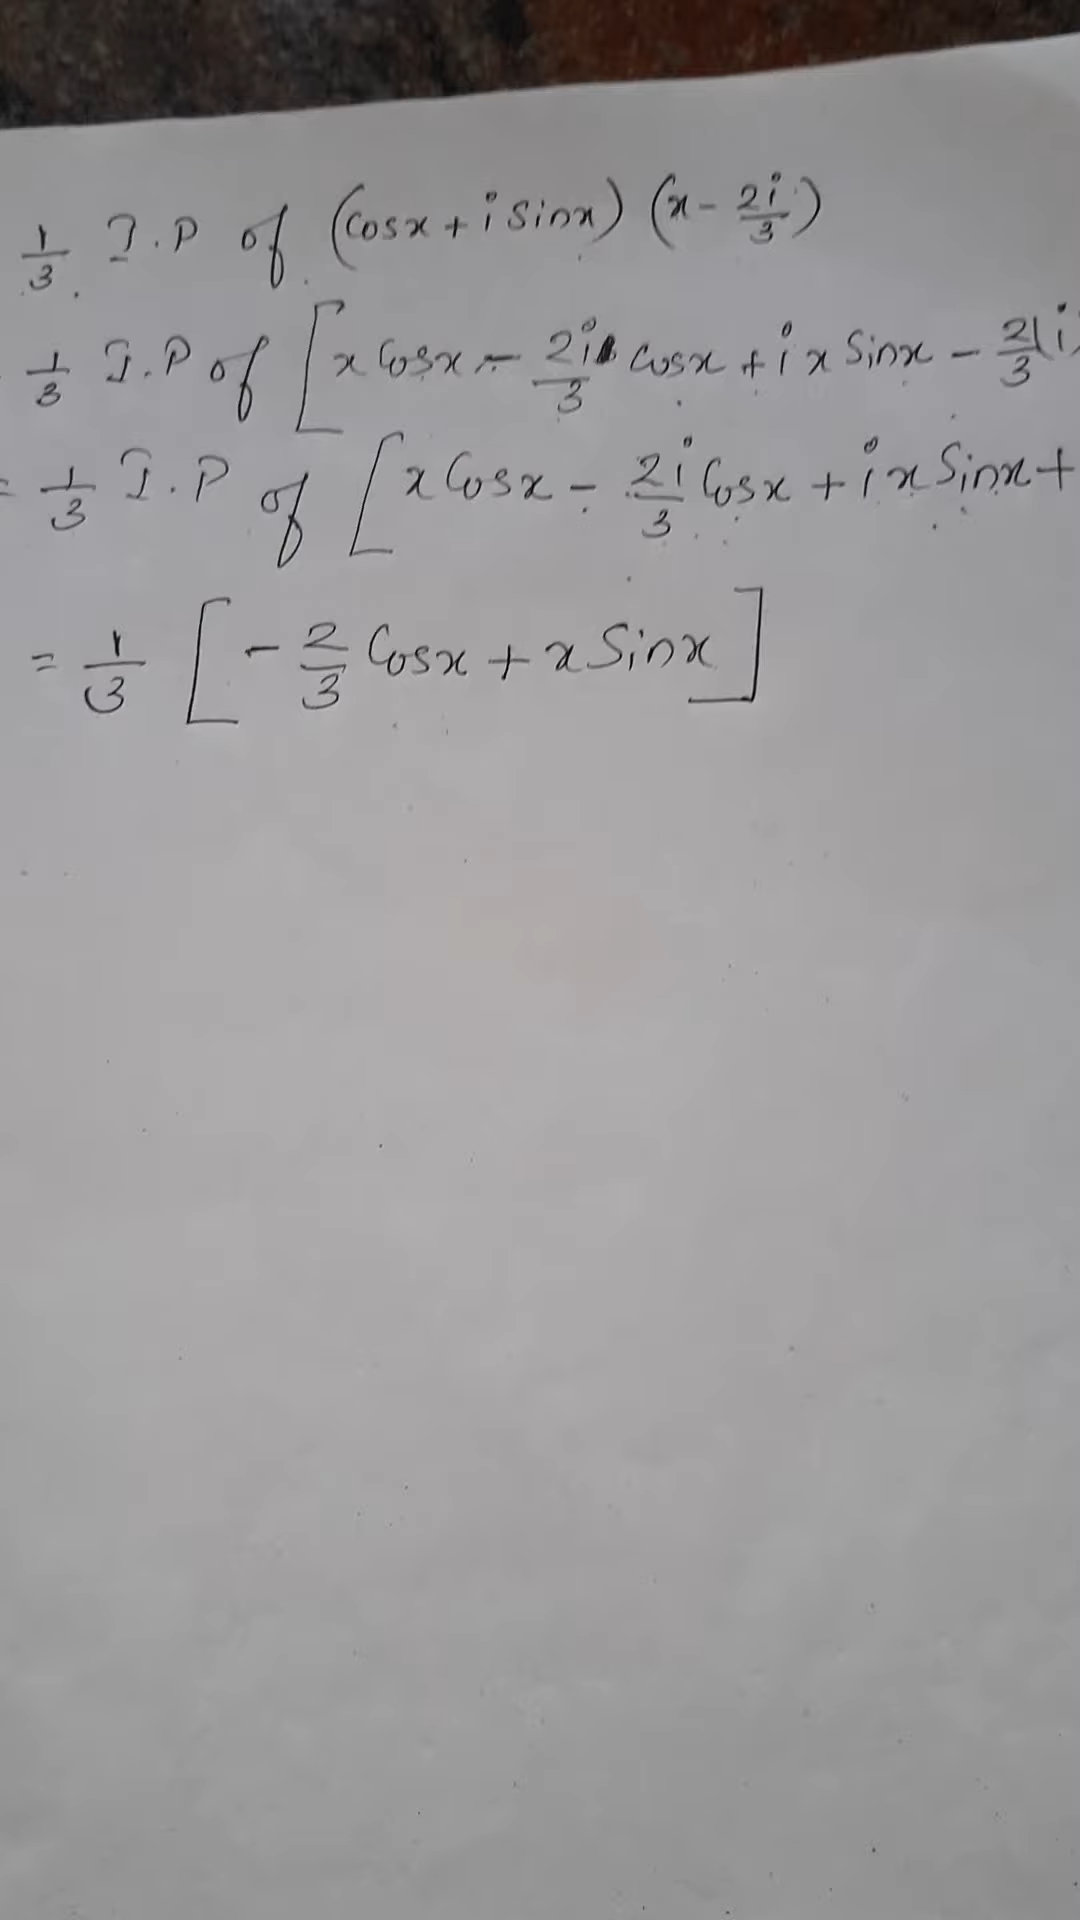 1/3 I.P of (Cosx + i sinx) (x - 2i/3)
1/3 I.P of [x Cosx - 2i/3 Cosx + i x Sinx - 2/3 i
= 1/3 I.P of [x Cosx - 2i/3 Cosx + i x Sinx +
= 1/3 [- 2/3 Cosx + x Sinx]